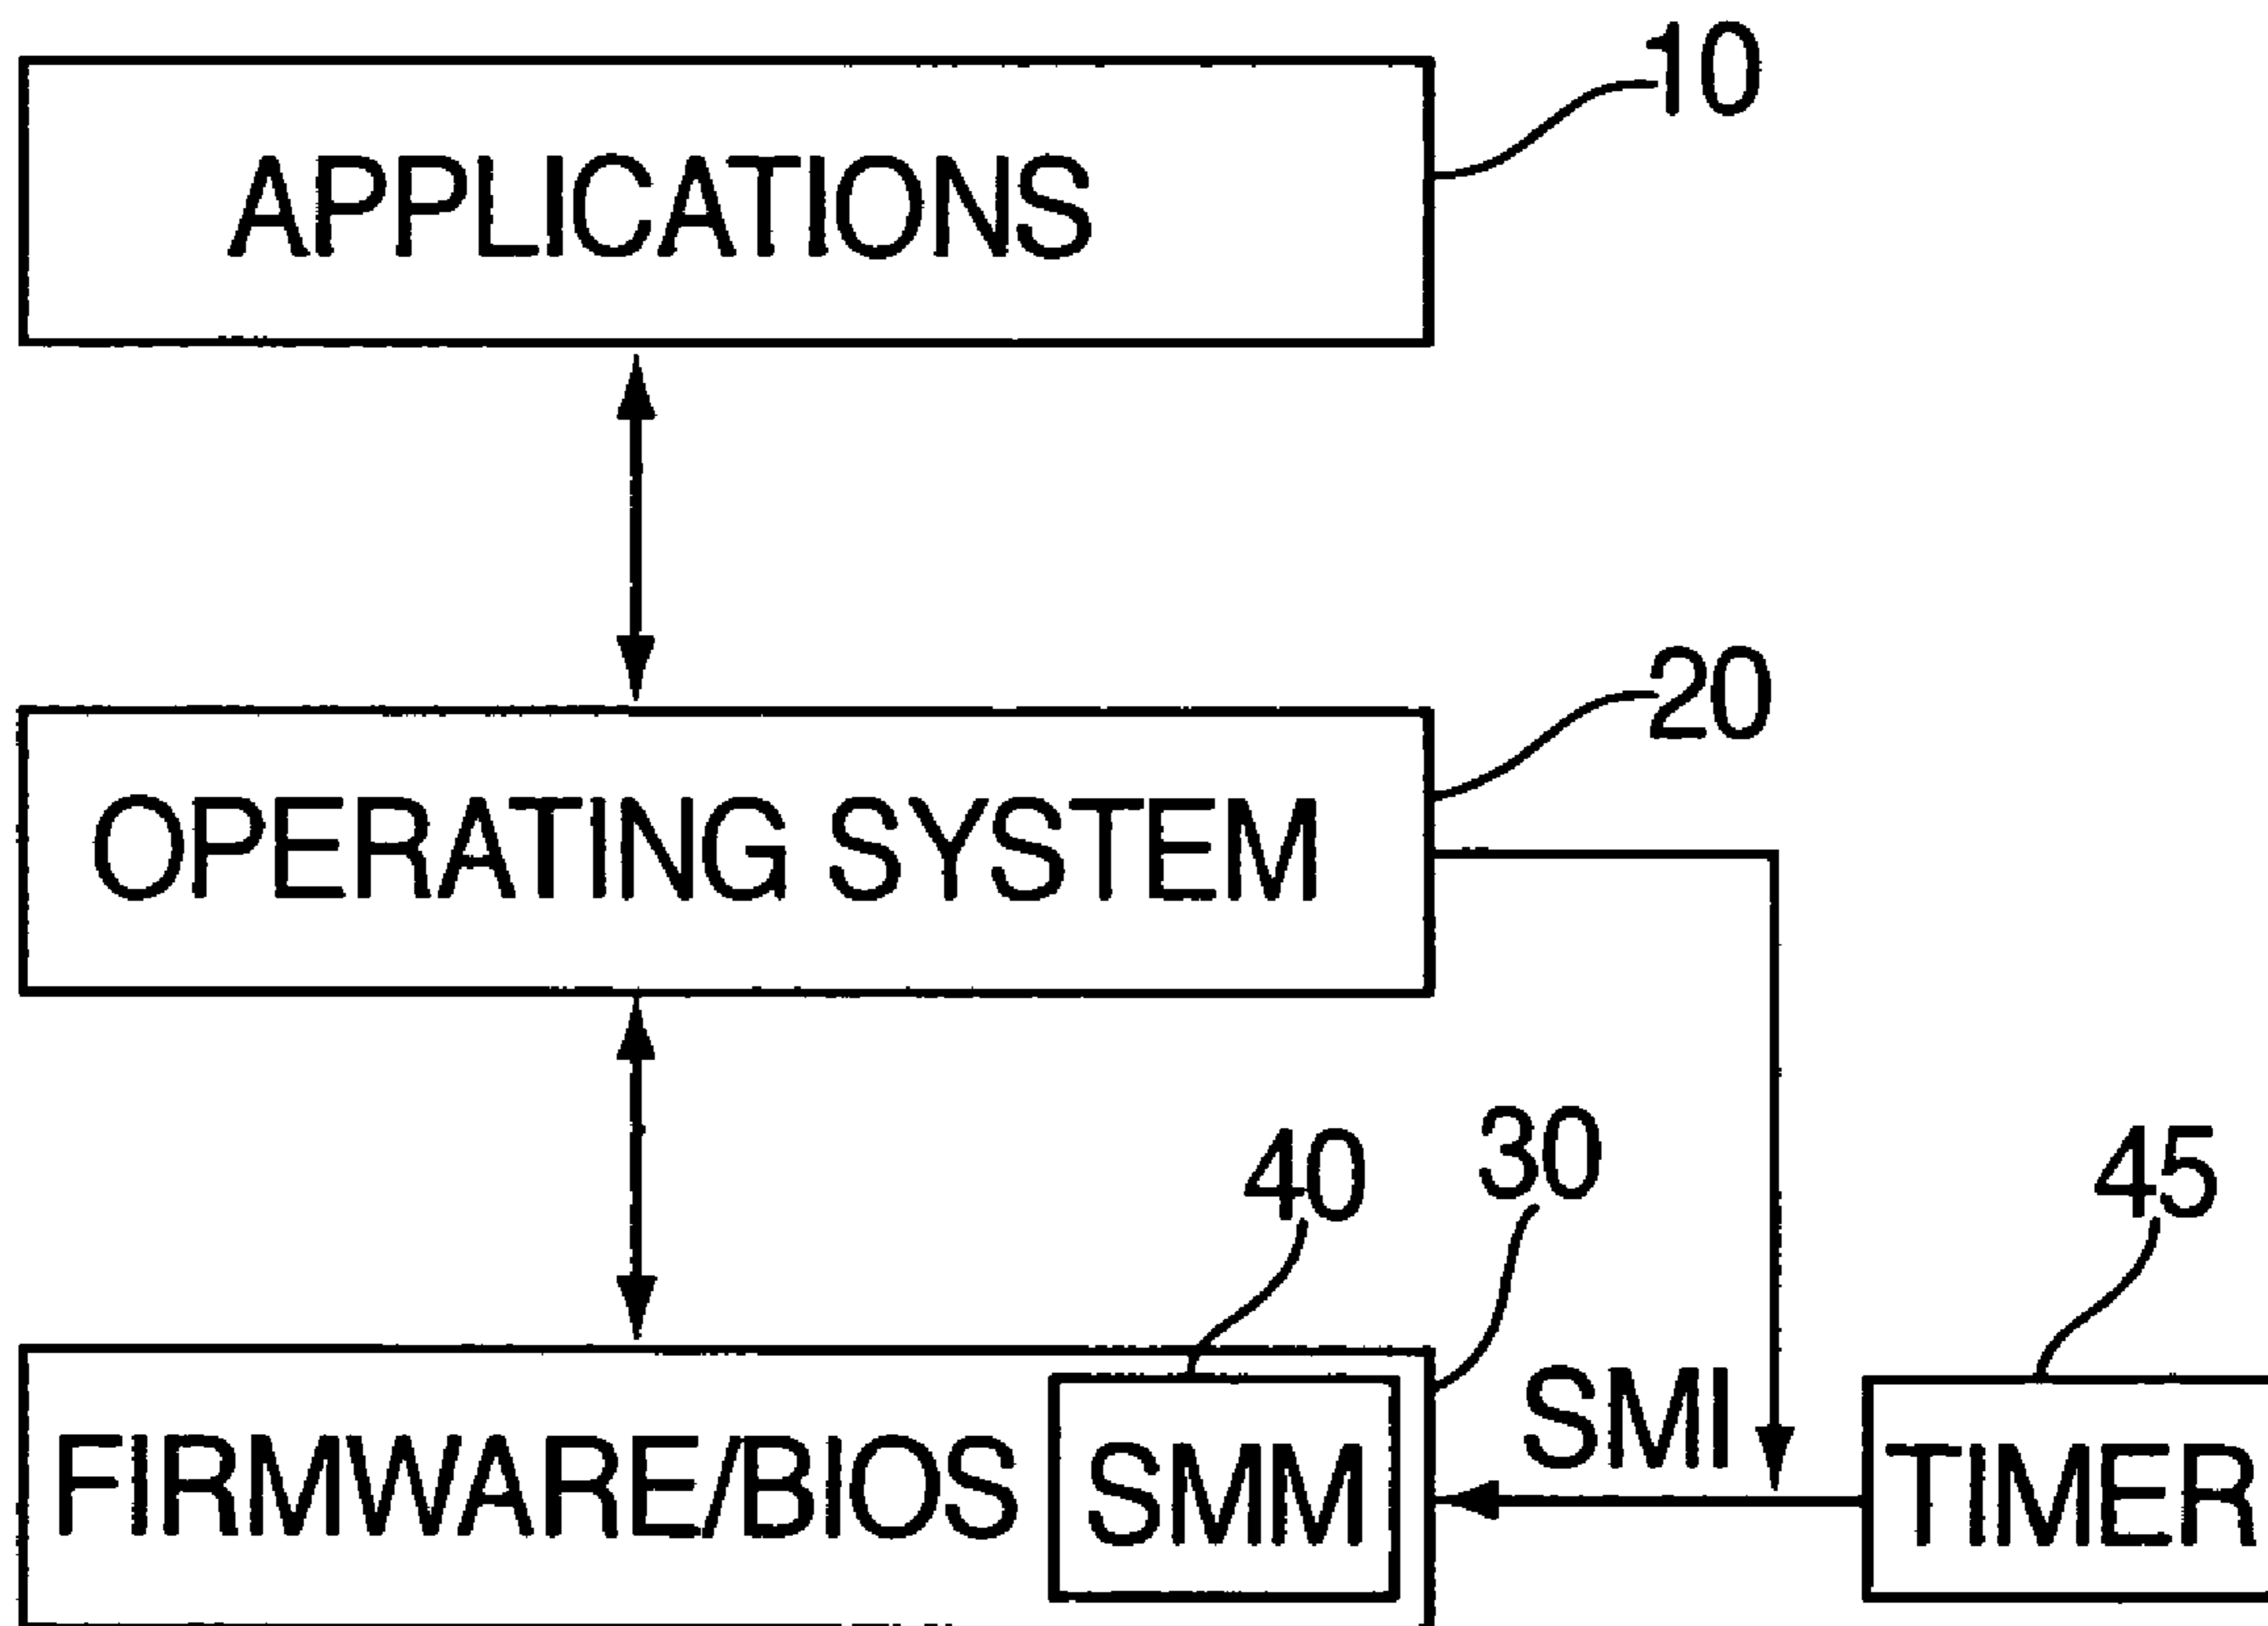 10
APPLICATIONS
20
OPERATING SYSTEM
40
30
45
SMI
FIRMWARE/BIOS
SMM
TIMER